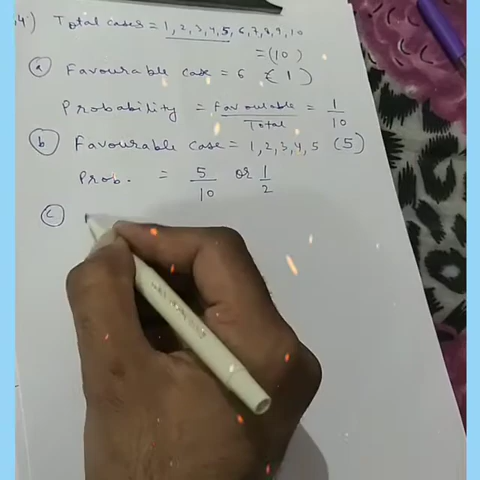 4) Total cases = 1, 2, 3, 4, 5, 6, 7, 8, 9, 10
= (10)
(a) Favourable case = 6 (1)
Probability = Favoulable / Total = 1/10
(b) Favourable case = 1, 2, 3, 4, 5 (5)
Prob. = 5/10 or 1/2
(c)